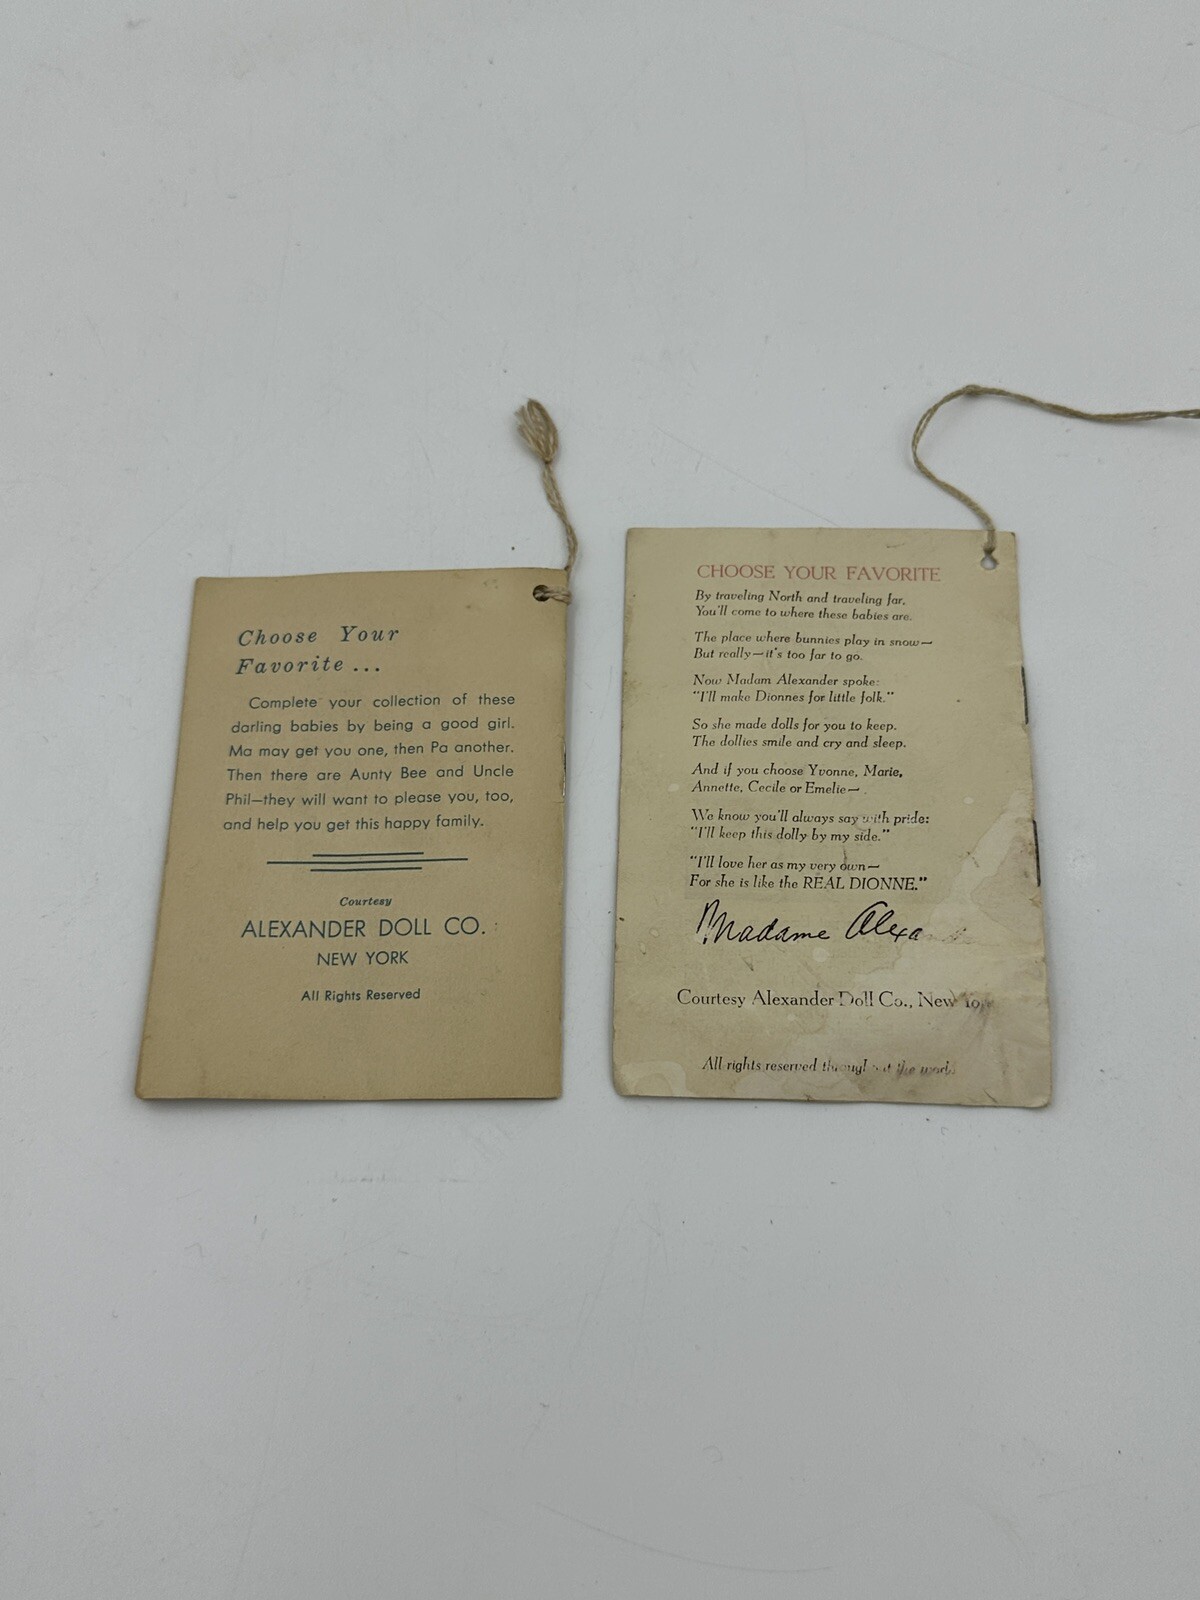 Choose Your
Favorite ...
Complete your collection of these
darling babies by being a good girl.
Ma may get you one, then Pa another.
Then there are Aunty Bee and Uncle
Phil—they will want to please you, too,
and help you get this happy family.
Courtesy
ALEXANDER DOLL CO.
NEW YORK
All Rights Reserved
CHOOSE YOUR FAVORITE
By traveling North and traveling far,
You'll come to where these babies are.
The place where bunnies play in snow—
But really—it's too far to go.
Now Madam Alexander spoke:
"I'll make Dionnes for little folk."
So she made dolls for you to keep.
The dollies smile and cry and sleep.
And if you choose Yvonne, Marie,
Annette, Cecile or Emelie—
We know you'll always say with pride:
"I'll keep this dolly by my side."
"I'll love her as my very own—
For she is like the REAL DIONNE."
Madame
Courtesy Alexander Doll Co., New
All rights reserved the